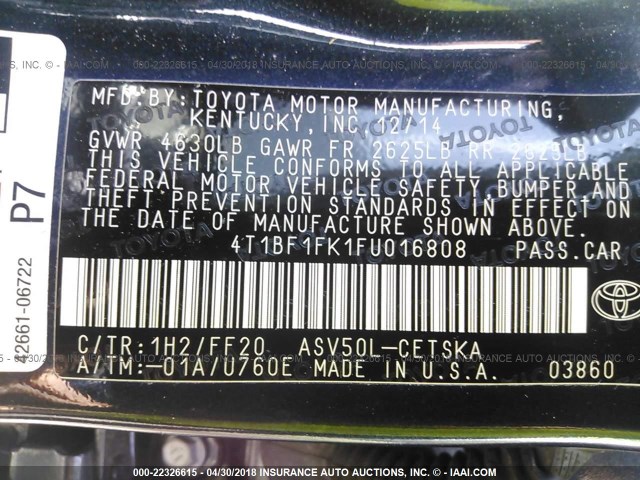 MFD.BY:TOYOTA MOTOR MANUFACTURING,
KENTUCKY, INC. 12/14
GVWR 4630LB GAWR FR 2625LB RR 2625LB
THIS VEHICLE CONFORMS TO ALL APPLICABLE
FEDERAL MOTOR VEHICLE SAFETY, BUMPER AND
THEFT PREVENTION STANDARDS IN EFFECT ON
THE DATE OF MANUFACTURE SHOWN ABOVE.
4T1BF1FK1FU016808 PASS.CAR
C/TR:1H2/FF20 ASV50L-CETSKA
A/TM:-01A/U760E MADE IN U.S.A. 03860
P7
42661-06722
000-22326615 - 04/30/2018 INSURANCE AUTO AUCTIONS, INC. - © IAAI.COM